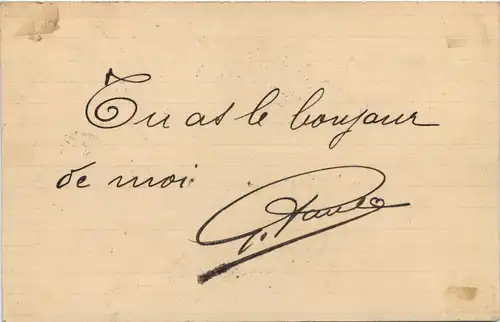 Tu as le bonjour
de moi